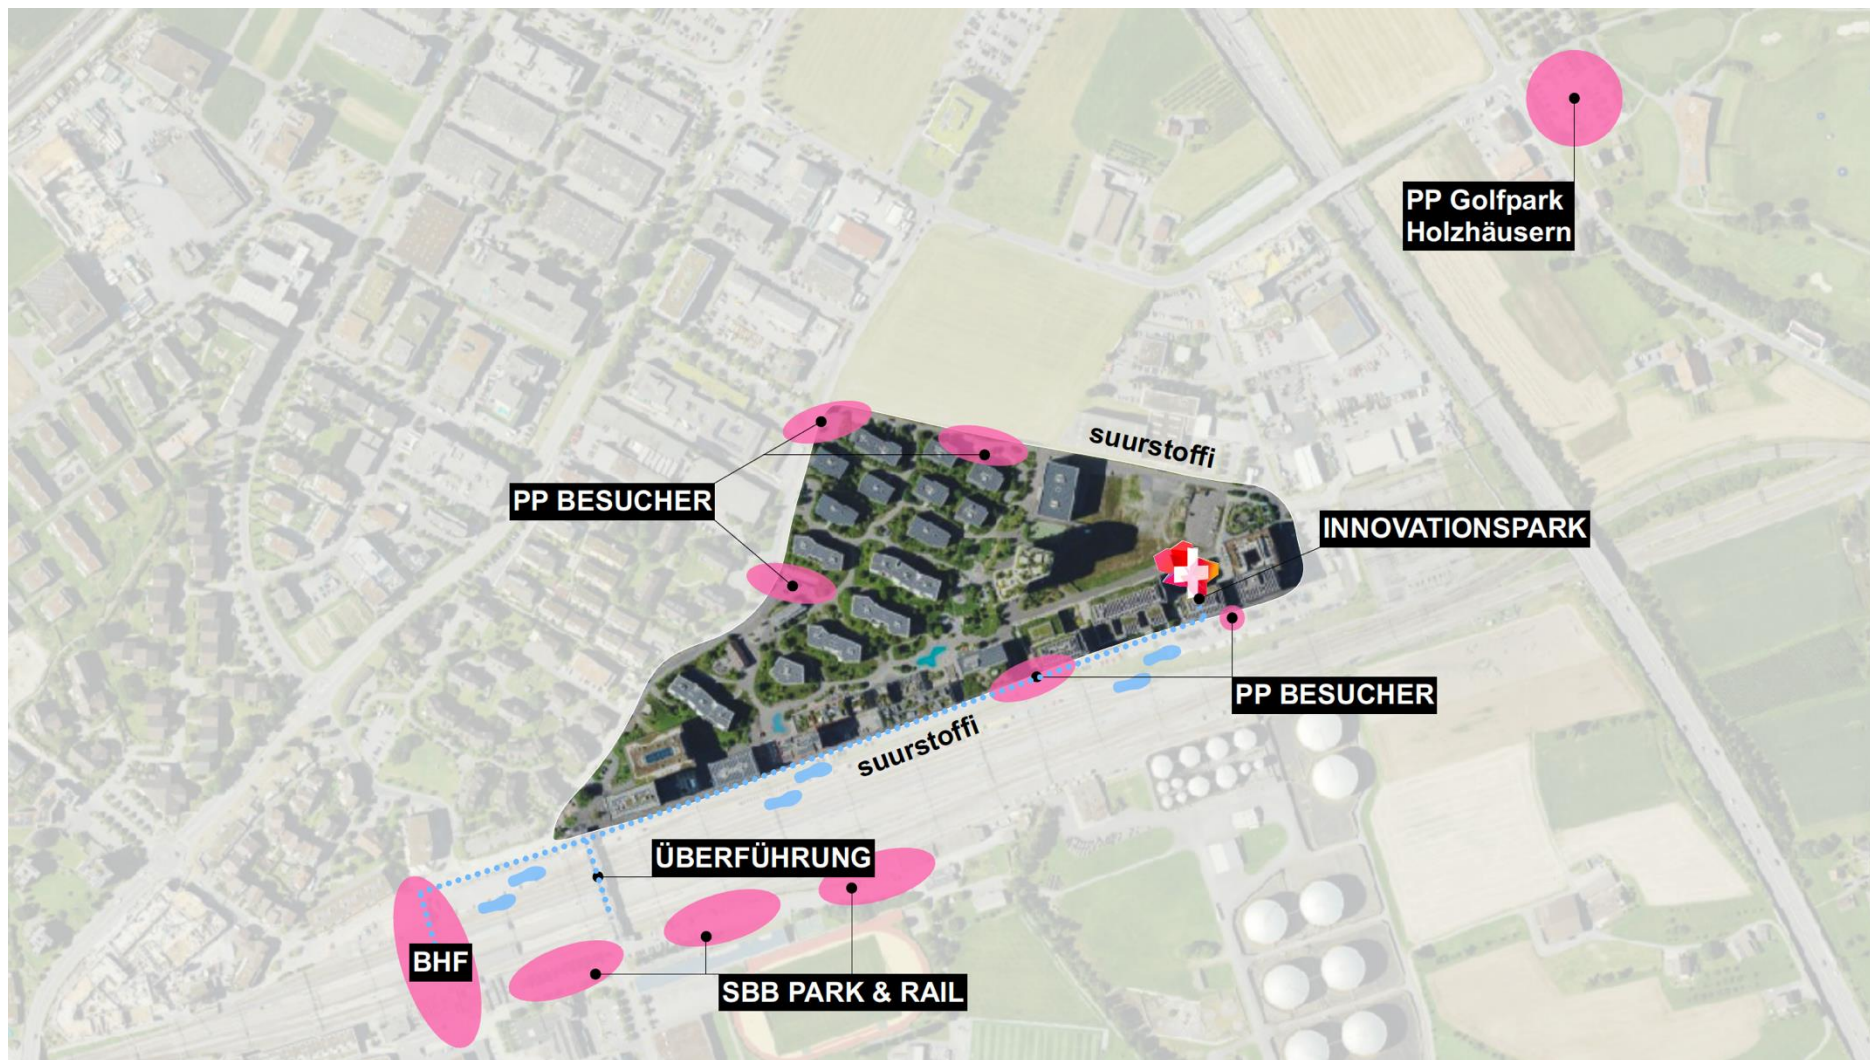 PP Golfpark
Holzhäusern
suurstoffi
PP BESUCHER
INNOVATIONSPARK
PP BESUCHER
suurstoffi
ÜBERFÜHRUNG
BHF
SBB PARK & RAIL